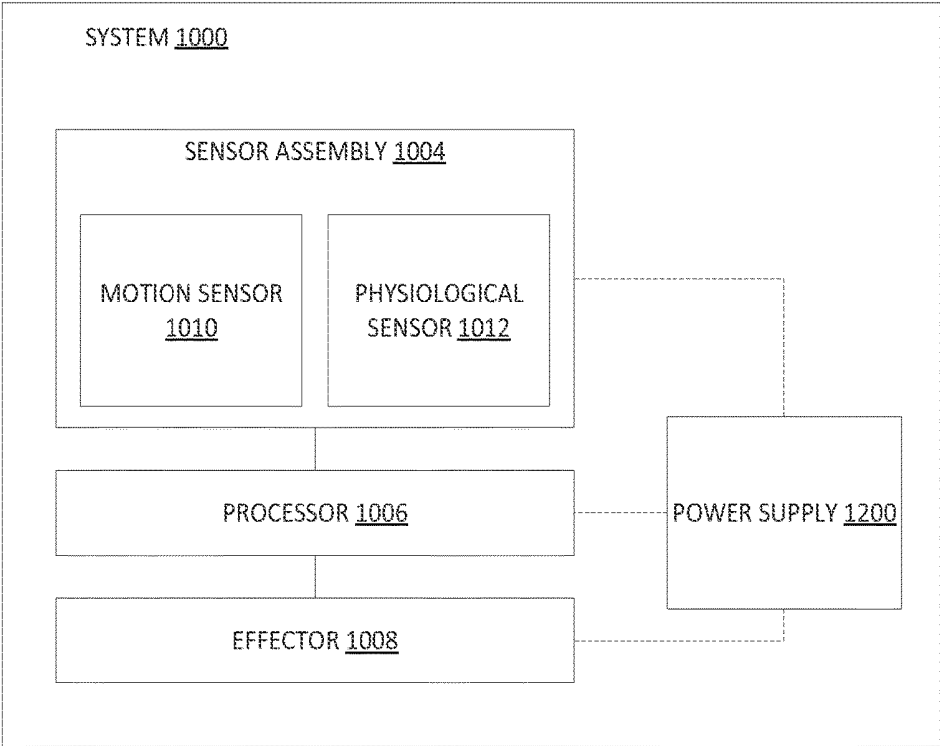 SYSTEM 1000
SENSOR ASSEMBLY 1004
MOTION SENSOR
1010
PHYSIOLOGICAL
SENSOR 1012
PROCESSOR 1006
POWER SUPPLY 1200
EFFECTOR 1008